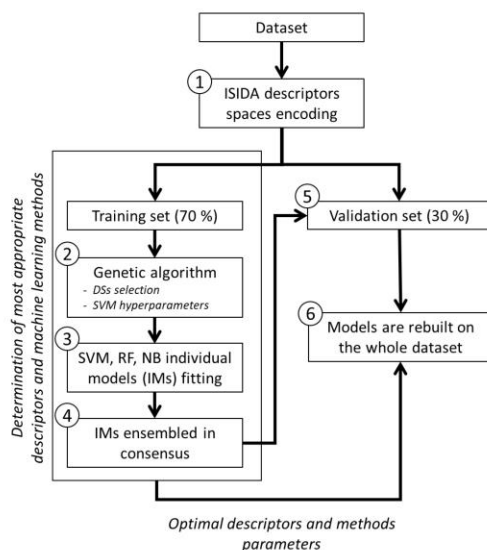 Dataset
1
ISIDA descriptors
spaces encoding
Determination of most appropriate
descriptors and machine learning methods
Training set (70 %)
5
Validation set (30 %)
2
Genetic algorithm
- DSs selection
- SVM hyperparameters
3
SVM, RF, NB individual
models (IMs) fitting
4
IMs ensembled in
consensus
6
Models are rebuilt on
the whole dataset
Optimal descriptors and methods
parameters